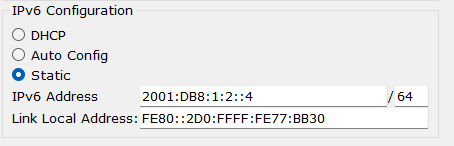 IPv6 Configuration
DHCP
Auto Config
Static
IPv6 Address 2001:DB8:1:2::4 / 64
Link Local Address: FE80::2D0:FFFF:FE77:BB30